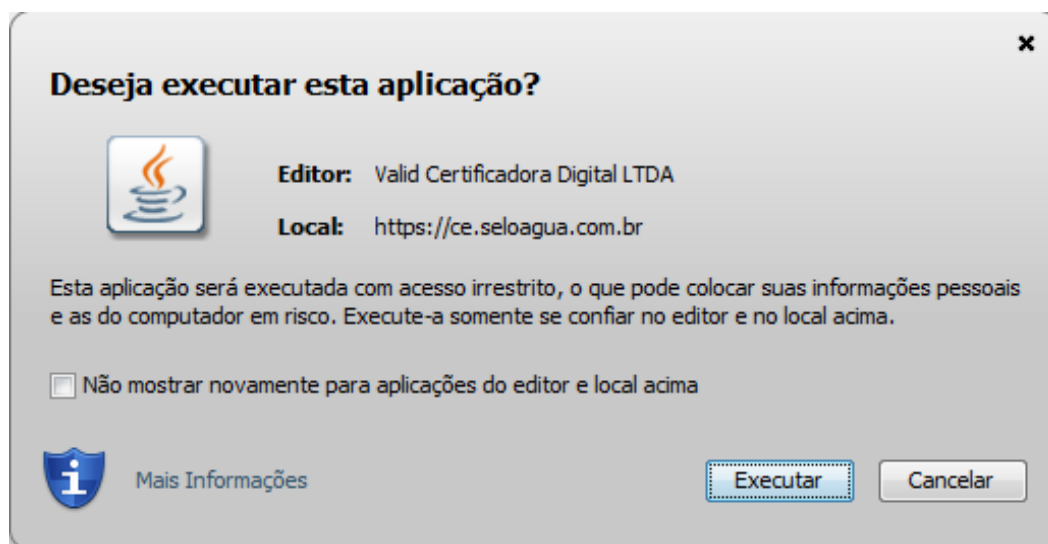 Deseja executar esta aplicação?
Editor: Valid Certificadora Digital LTDA
Local: https://ce.seloagua.com.br
Esta aplicação será executada com acesso irrestrito, o que pode colocar suas informações pessoais
e as do computador em risco. Execute-a somente se confiar no editor e no local acima.
Não mostrar novamente para aplicações do editor e local acima
Mais Informações
Executar
Cancelar